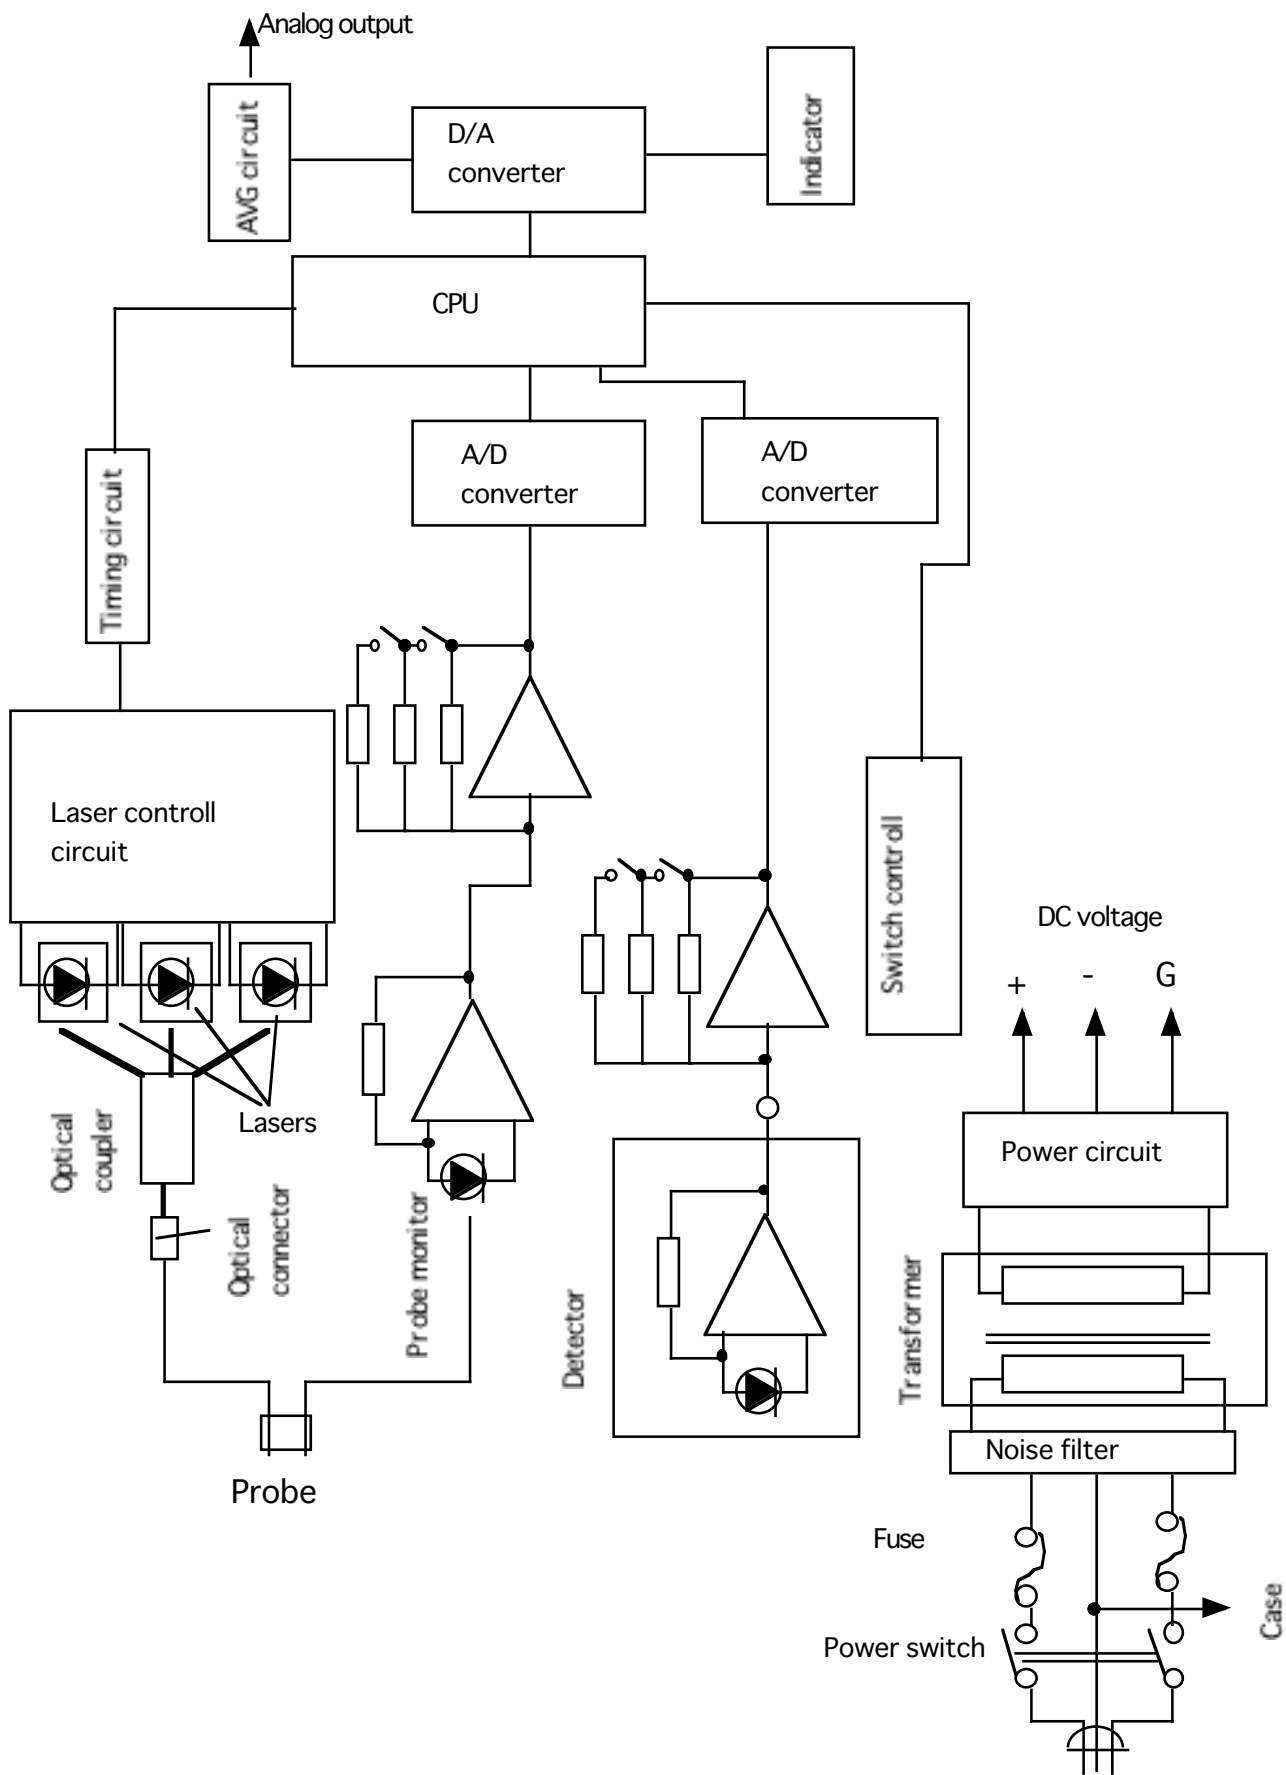 Analog output
AVG circuit
D/A
converter
Indicator
CPU
A/D
converter
A/D
converter
Timing circuit
Laser controll
circuit
Switch controll
DC voltage
+
-
G
Lasers
Optical
coupler
Optical
connector
Probe monitor
Detector
Power circuit
Transformer
Noise filter
Probe
Fuse
Case
Power switch